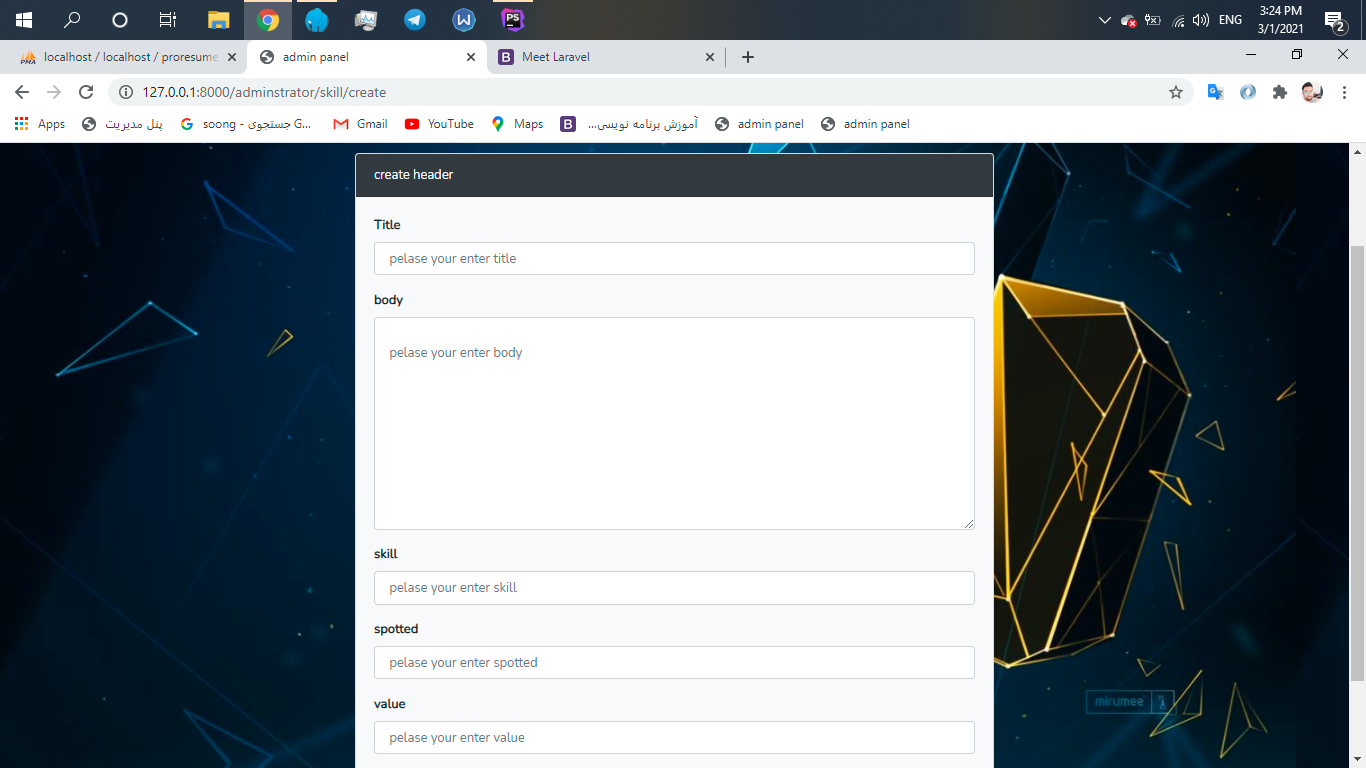 3:24 PM
ENG
3/1/2021
2
PS
W
PMA
localhost / localhost / proresume
admin panel
B Meet Laravel
127.0.0.1:8000/adminstrator/skill/create
Apps
پنل مدیریت
G soong - جستجوی G...
Gmail
YouTube
Maps
B آموزش برنامه نویسی...
admin panel
admin panel
create header
Title
pelase your enter title
body
pelase your enter body
skill
pelase your enter skill
spotted
pelase your enter spotted
value
pelase your enter value
mirumee